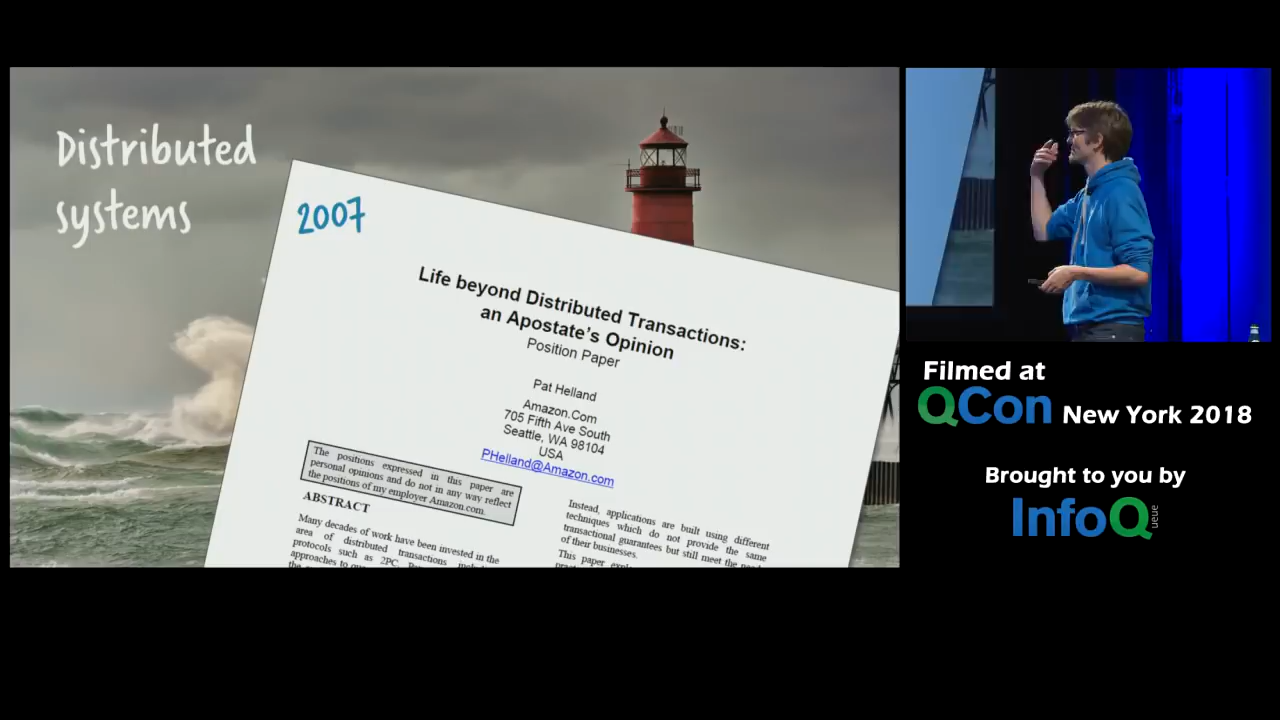 Distributed
systems
2007
Life beyond Distributed Transactions:
an Apostate's Opinion
Position Paper
Pat Helland
Amazon.Com
705 Fifth Ave South
Seattle, WA 98104
USA
PHelland@Amazon.com
The positions expressed in this paper are
personal opinions and do not in any way reflect
the positions of my employer Amazon.com.
ABSTRACT
Many decades of work have been invested in the
area of distributed transactions
protocols such as 2PC,
approaches to
Instead, applications are built using different
techniques which do not provide the same
transactional guarantees but still meet the
of their businesses.
This paper
Filmed at
QCon New York 2018
Brought to you by
InfoQueue